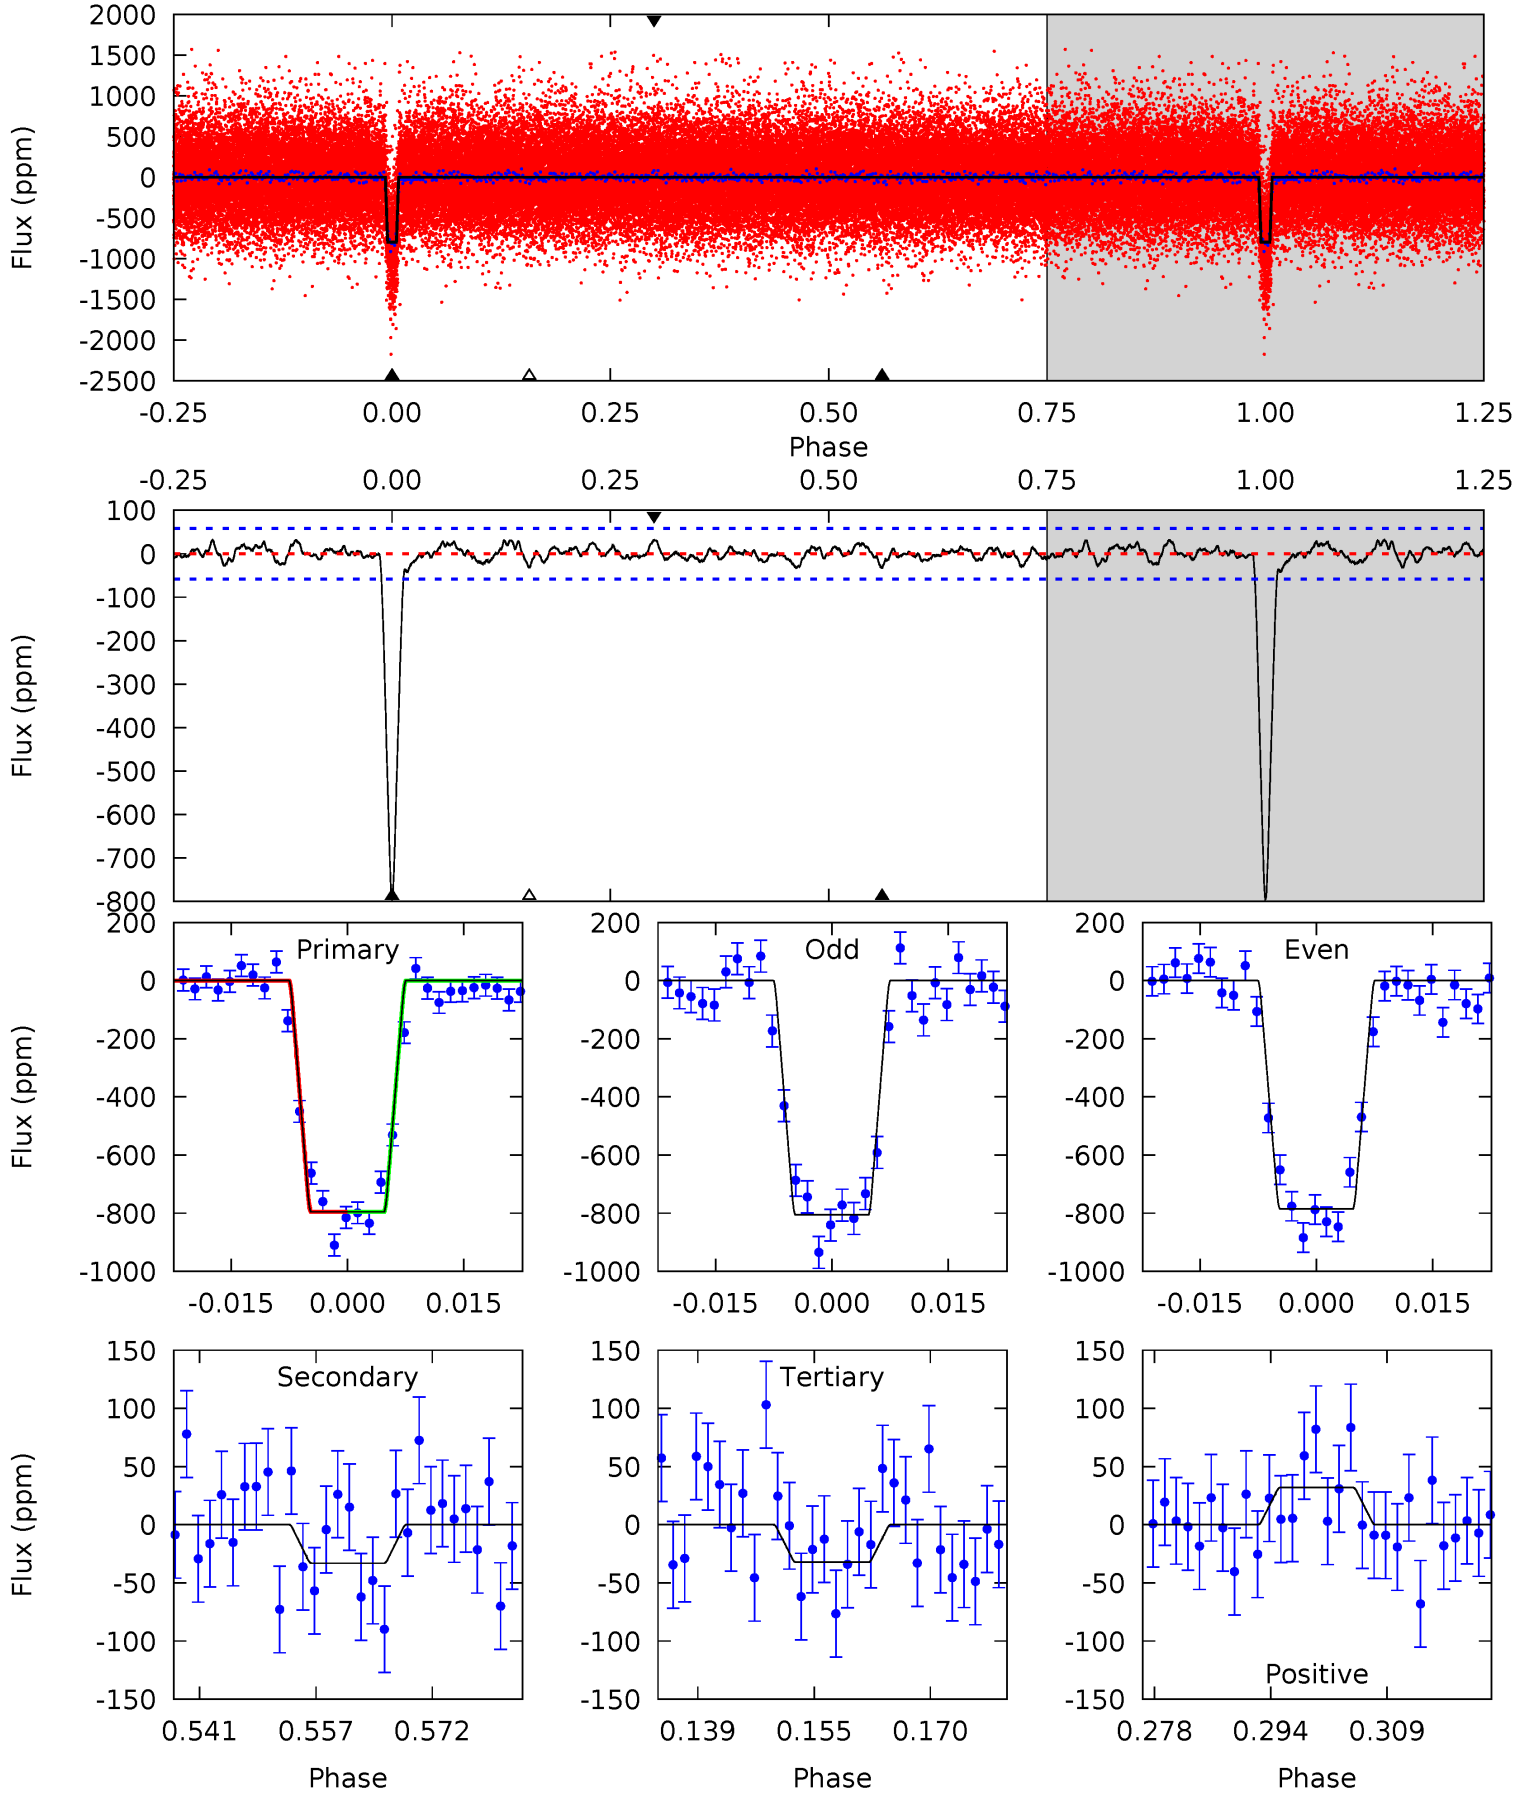 2000
1500
1000
500
0
-500
-1000
-1500
-2000
-2500
Flux (ppm)
-0.25 0.00 0.25 0.50 0.75 1.00 1.25
Phase
-0.25 0.00 0.25 0.50 0.75 1.00 1.25
100
0
-100
-200
-300
-400
-500
-600
-700
-800
Flux (ppm)
Primary Odd Even
200 200 200
0 0 0
-200 -200 -200
-400 -400 -400
-600 -600 -600
-800 -800 -800
-1000 -1000 -1000
Flux (ppm)
-0.015 0.000 0.015 -0.015 0.000 0.015 -0.015 0.000 0.015
Secondary Tertiary
150 150 150
100 100 100
50 50 50
0 0 0
-50 -50 -50
-100 -100 -100
-150 -150 -150
Flux (ppm)
Positive
0.541 0.557 0.572 0.139 0.155 0.170 0.278 0.294 0.309
Phase Phase Phase